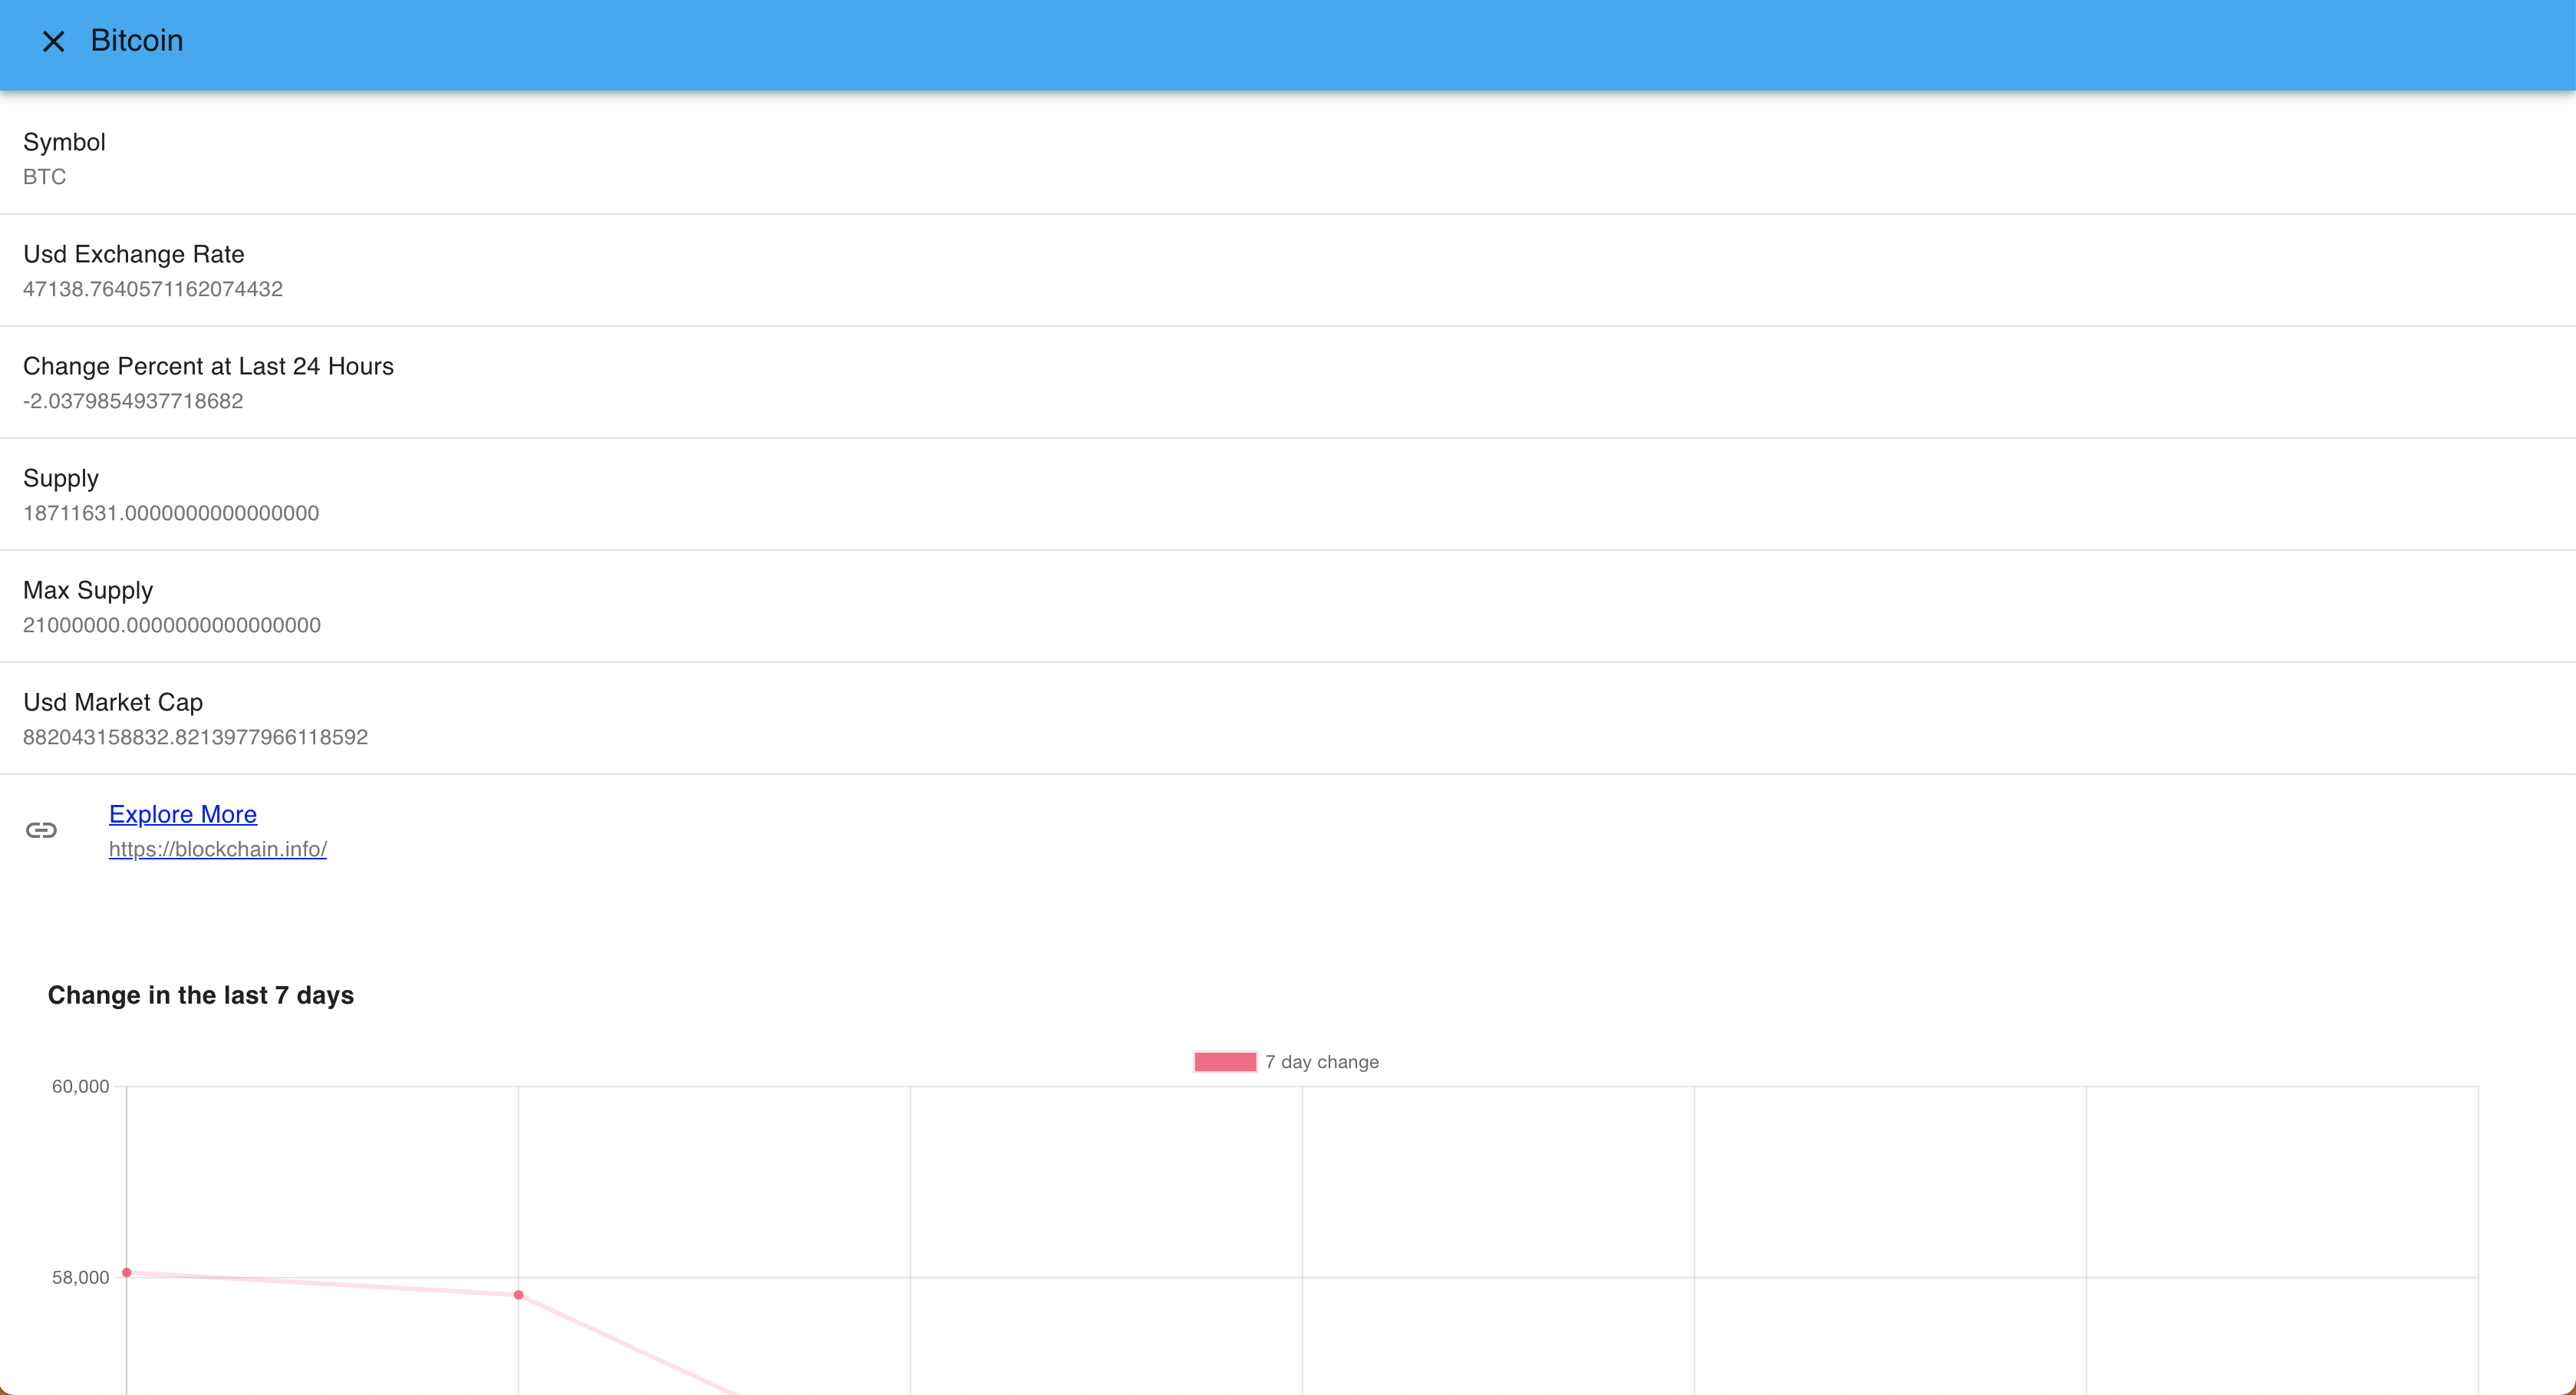 Bitcoin
Symbol
BTC
Usd Exchange Rate
47138.7640571162074432
Change Percent at Last 24 Hours
-2.0379854937718682
Supply
18711631.0000000000000000
Max Supply
21000000.0000000000000000
Usd Market Cap
882043158832.8213977966118592
Explore More
https://blockchain.info/
Change in the last 7 days
7 day change
60,000
58,000